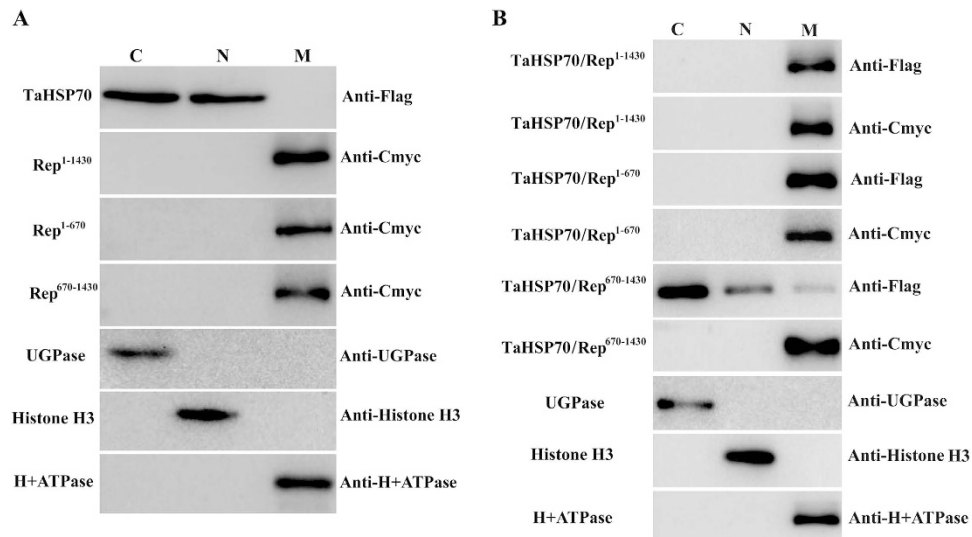 A
C N M
TaHSP70 Anti-Flag
Rep1-1430 Anti-Cmyc
Rep1-670 Anti-Cmyc
Rep670-1430 Anti-Cmyc
UGPase Anti-UGPase
Histone H3 Anti-Histone H3
H+ATPase Anti-H+ATPase
B
C N M
TaHSP70/Rep1-1430 Anti-Flag
TaHSP70/Rep1-1430 Anti-Cmyc
TaHSP70/Rep1-670 Anti-Flag
TaHSP70/Rep1-670 Anti-Cmyc
TaHSP70/Rep670-1430 Anti-Flag
TaHSP70/Rep670-1430 Anti-Cmyc
UGPase Anti-UGPase
Histone H3 Anti-Histone H3
H+ATPase Anti-H+ATPase